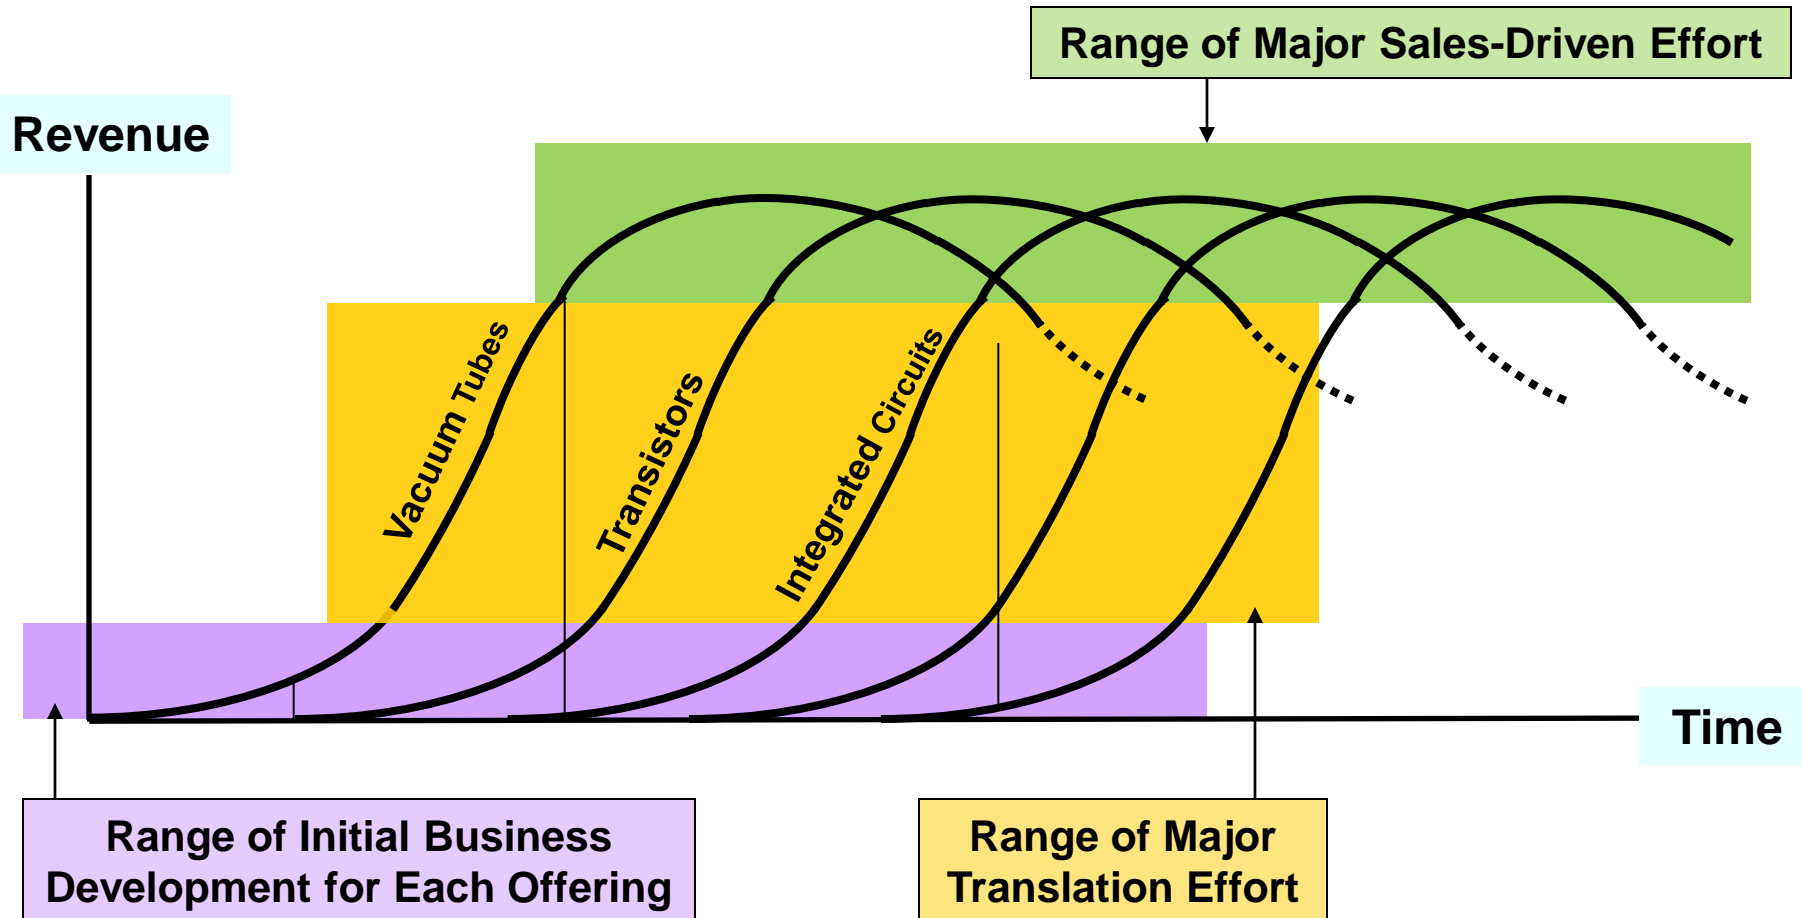 Range of Major Sales-Driven Effort
Revenue
Vacuum Tubes
Transistors
Integrated Circuits
Time
Range of Initial Business
Development for Each Offering
Range of Major
Translation Effort